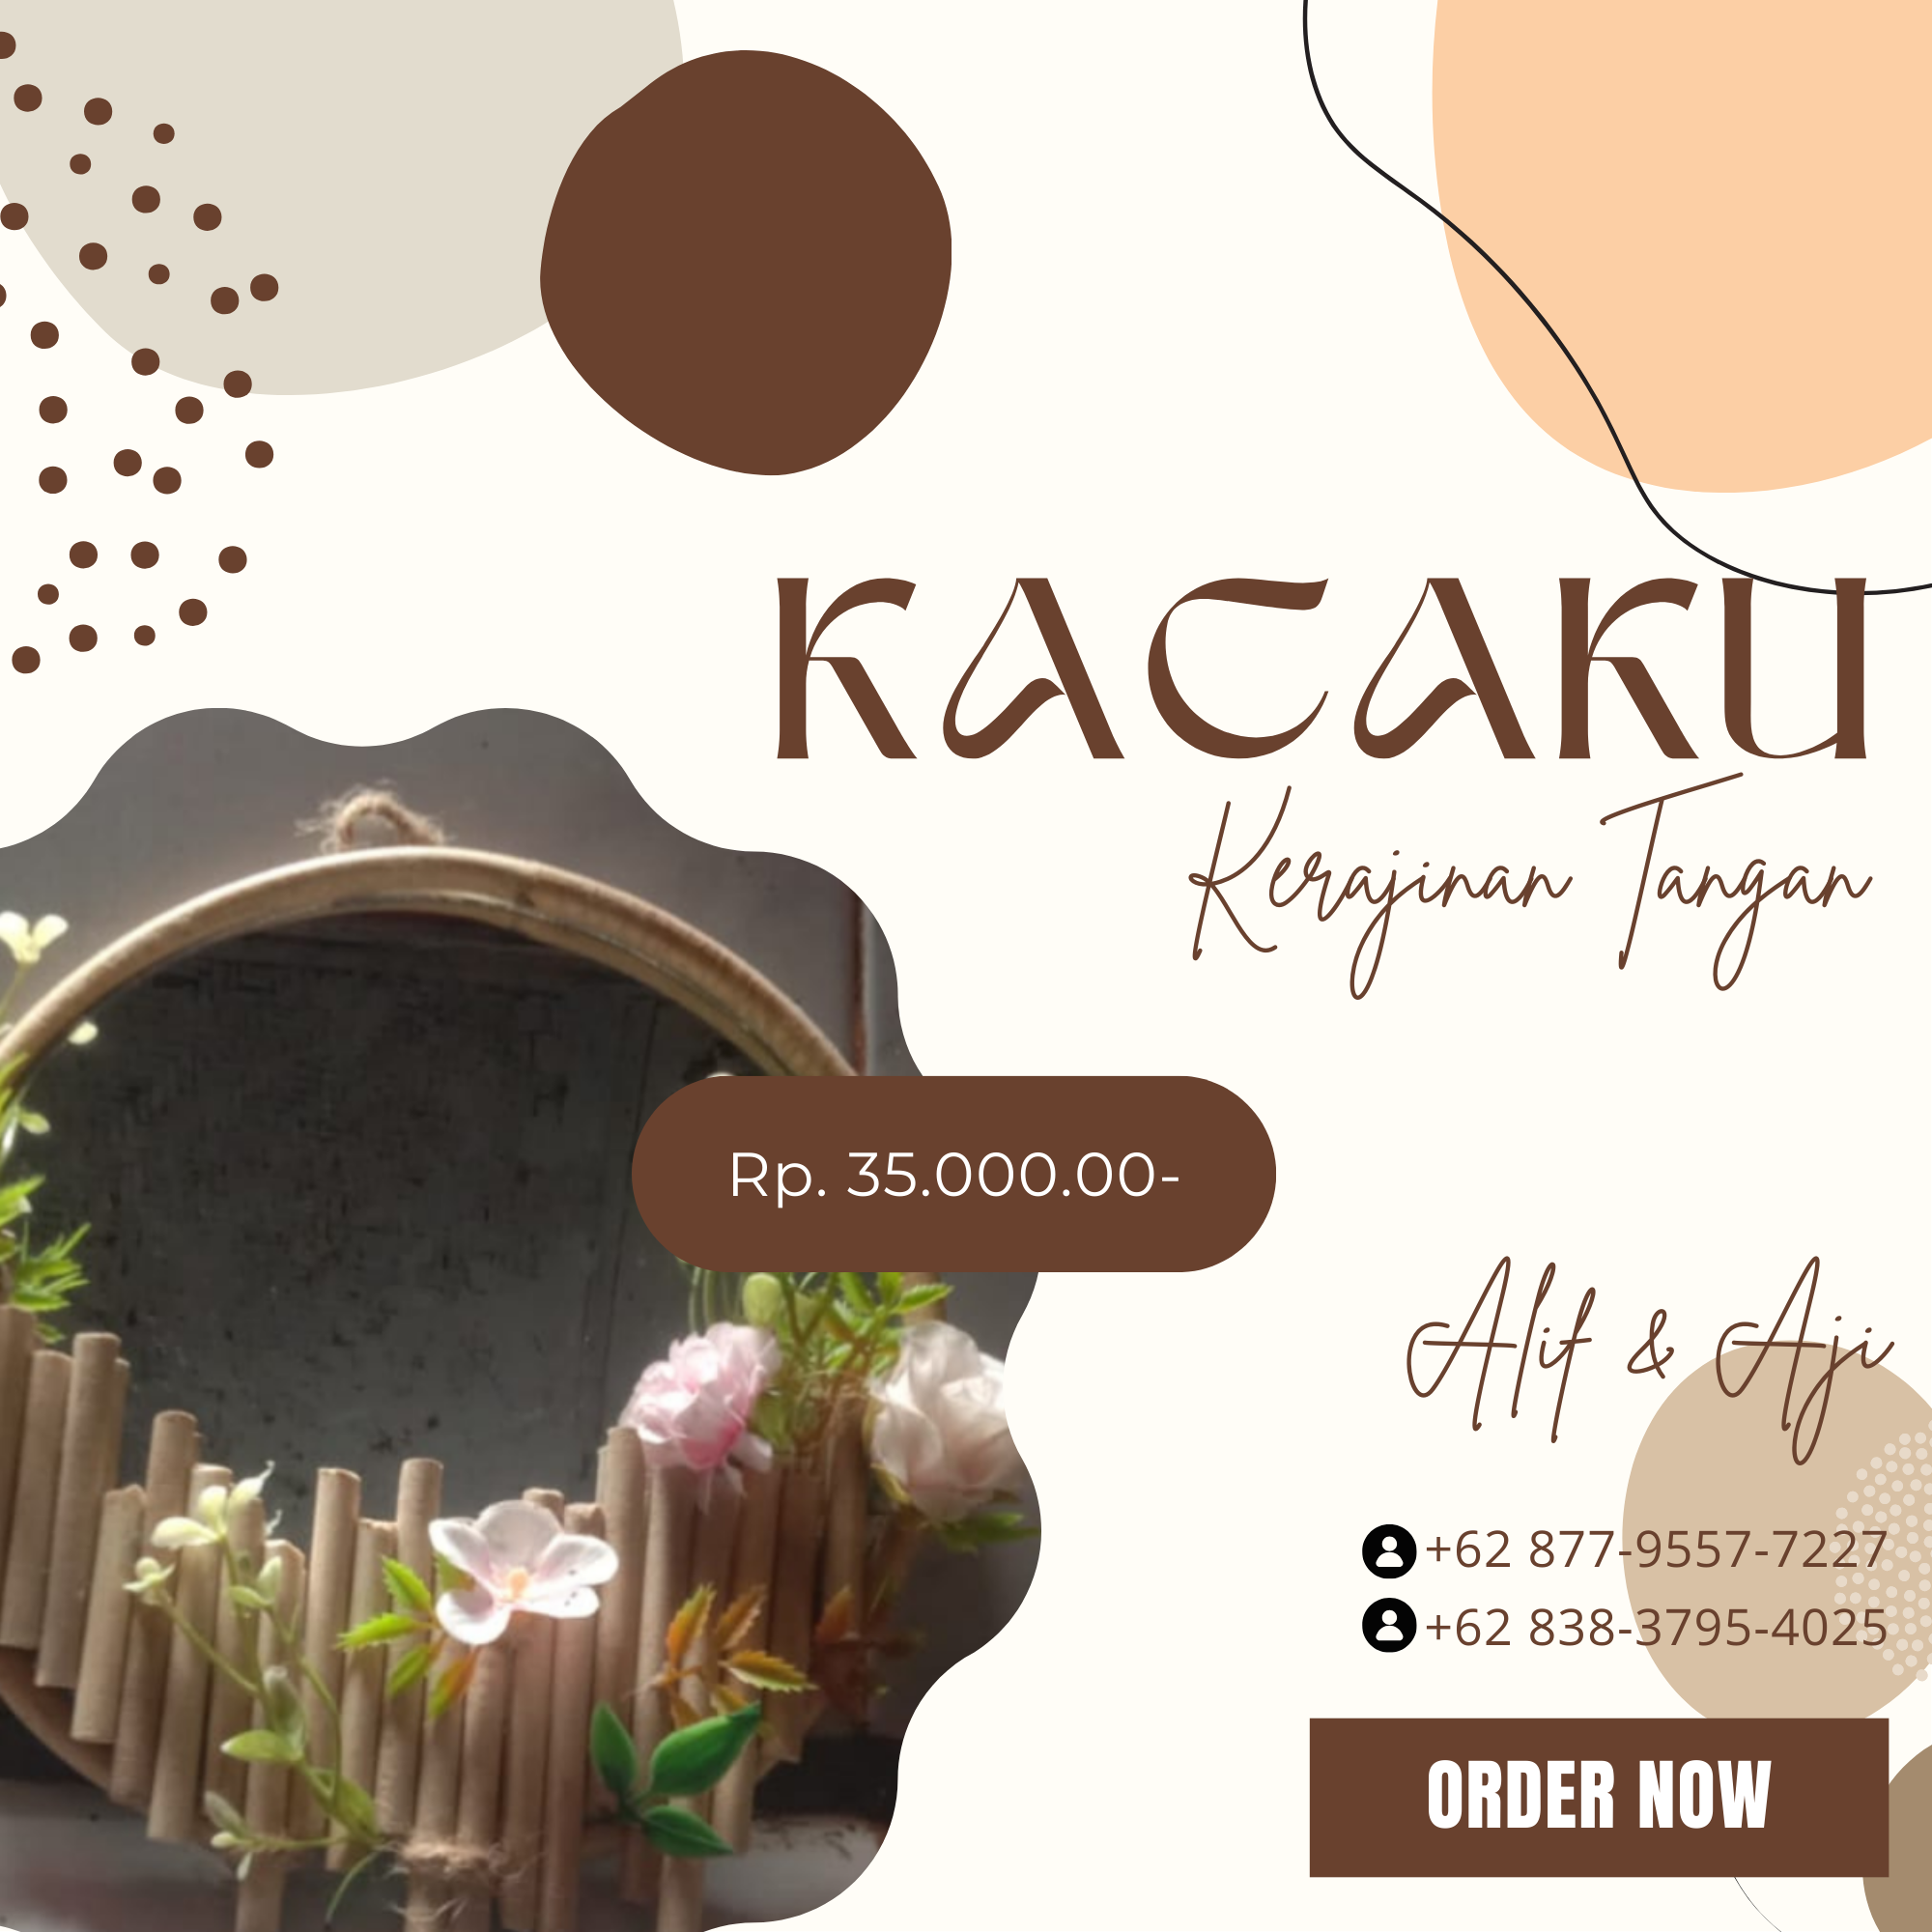 KACAKU
Kerajinan Tangan
Rp. 35.000.00-
Alif & Aji
+62 877-9557-7227
+62 838-3795-4025
ORDER NOW